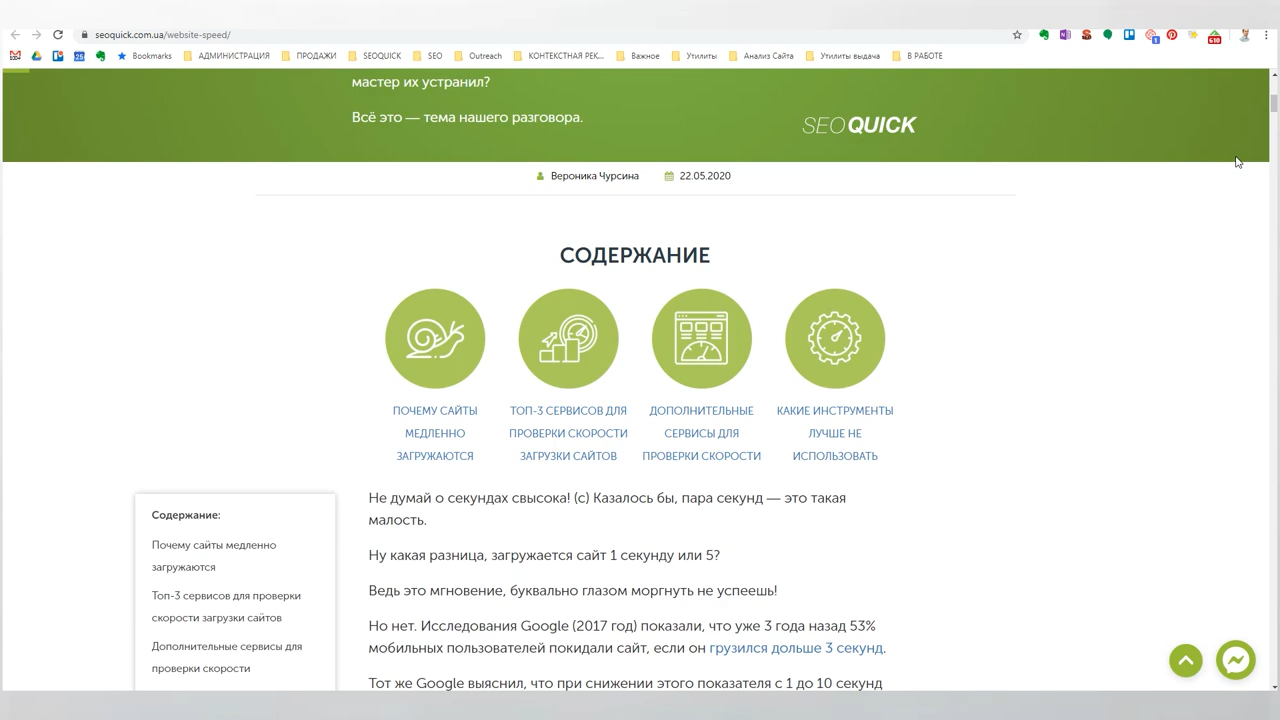 seoquick.com.ua/website-speed/
Bookmarks АДМИНИСТРАЦИЯ ПРОДАЖИ SEOQUICK SEO Outreach КОНТЕКСТНАЯ РЕК... Важное Утилиты Анализ Сайта Утилиты выдача В РАБОТЕ
мастер их устранил?
Всё это — тема нашего разговора.
SEOQUICK
Вероника Чурсина 22.05.2020
СОДЕРЖАНИЕ
ПОЧЕМУ САЙТЫ
МЕДЛЕННО
ЗАГРУЖАЮТСЯ
ТОП-3 СЕРВИСОВ ДЛЯ
ПРОВЕРКИ СКОРОСТИ
ЗАГРУЗКИ САЙТОВ
ДОПОЛНИТЕЛЬНЫЕ
СЕРВИСЫ ДЛЯ
ПРОВЕРКИ СКОРОСТИ
КАКИЕ ИНСТРУМЕНТЫ
ЛУЧШЕ НЕ
ИСПОЛЬЗОВАТЬ
Содержание:
Почему сайты медленно
загружаются
Топ-3 сервисов для проверки
скорости загрузки сайтов
Дополнительные сервисы для
проверки скорости
Не думай о секундах свысока! (с) Казалось бы, пара секунд — это такая
малость.
Ну какая разница, загружается сайт 1 секунду или 5?
Ведь это мгновение, буквально глазом моргнуть не успеешь!
Но нет. Исследования Google (2017 год) показали, что уже 3 года назад 53%
мобильных пользователей покидали сайт, если он грузился дольше 3 секунд.
Тот же Google выяснил, что при снижении этого показателя с 1 до 10 секунд